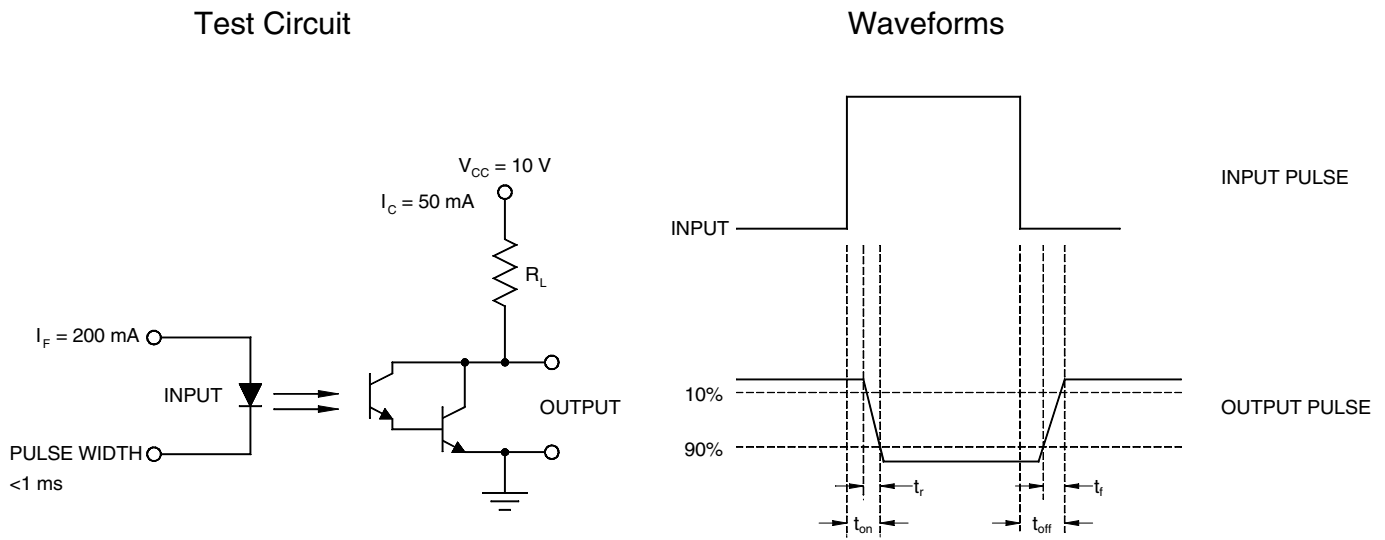 Test Circuit
Waveforms
V_CC = 10 V
I_C = 50 mA
R_L
I_F = 200 mA
INPUT
OUTPUT
PULSE WIDTH
<1 ms
INPUT PULSE
INPUT
10%
OUTPUT PULSE
90%
t_r
t_f
t_on
t_off